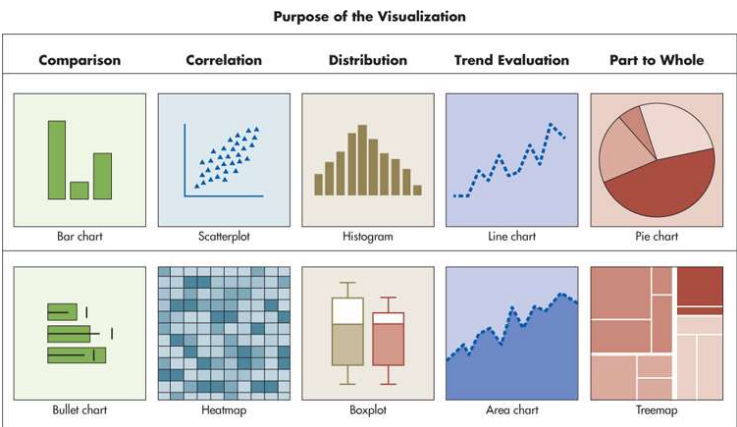 Purpose of the Visualization
Comparison
Correlation
Distribution
Trend Evaluation
Part to Whole
Bar chart
Scatterplot
Histogram
Line chart
Pie chart
Bullet chart
Heatmap
Boxplot
Area chart
Treemap